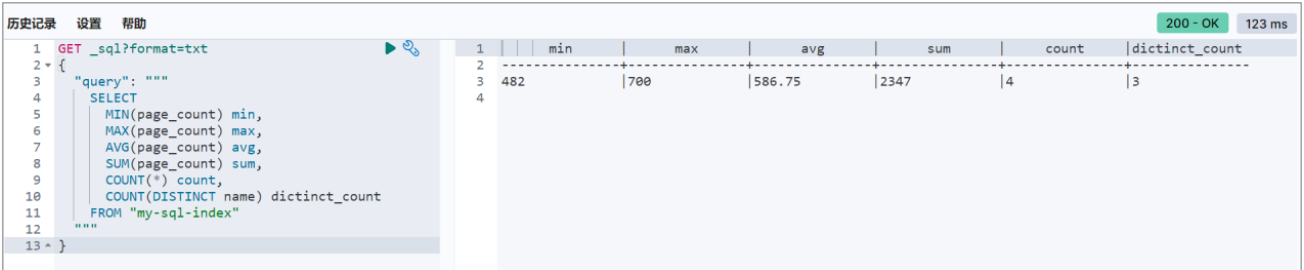 历史记录 设置 帮助
200 - OK 123 ms
1 GET _sql?format=txt
2 {
3 "query": """
4 SELECT
5 MIN(page_count) min,
6 MAX(page_count) max,
7 AVG(page_count) avg,
8 SUM(page_count) sum,
9 COUNT(*) count,
10 COUNT(DISTINCT name) dictinct_count
11 FROM "my-sql-index"
12 """
13 }
1 min | max | avg | sum | count |dictinct_count
2 ---------------+---------------+---------------+---------------+---------------+---------------
3 482 |700 |586.75 |2347 |4 |3
4